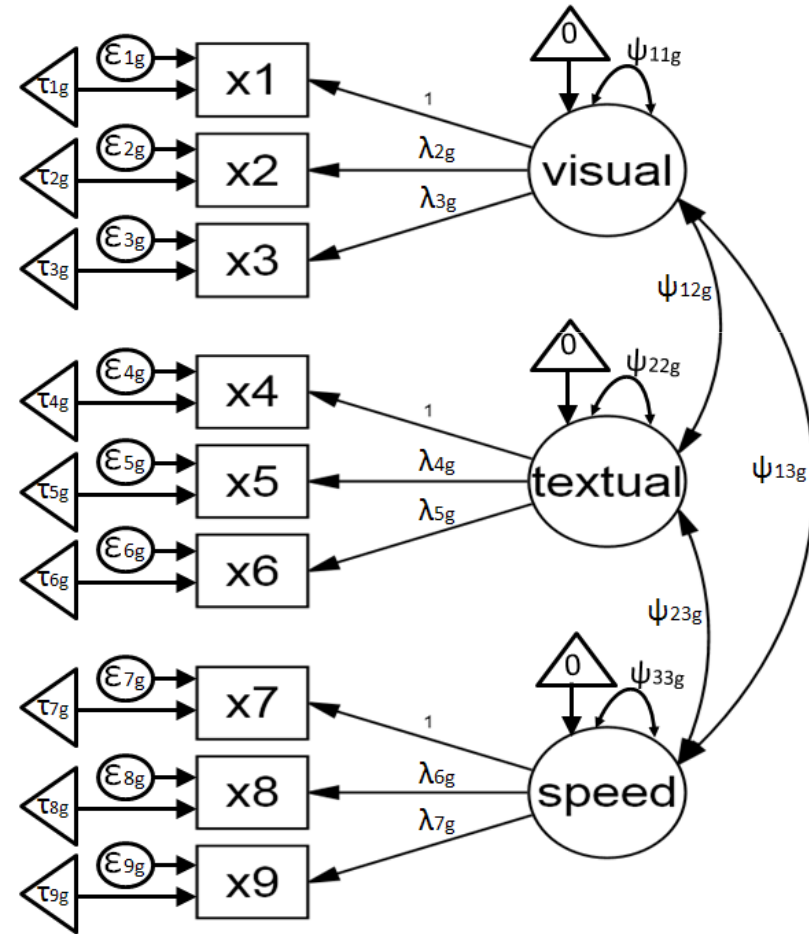 0
ψ11g
τ1g ε1g x1 1 visual
τ2g ε2g x2 λ2g
τ3g ε3g x3 λ3g
ψ12g
0
ψ22g
τ4g ε4g x4 1
τ5g ε5g x5 λ4g textual
τ6g ε6g x6 λ5g
ψ13g
ψ23g
0
ψ33g
τ7g ε7g x7 1
τ8g ε8g x8 λ6g speed
τ9g ε9g x9 λ7g